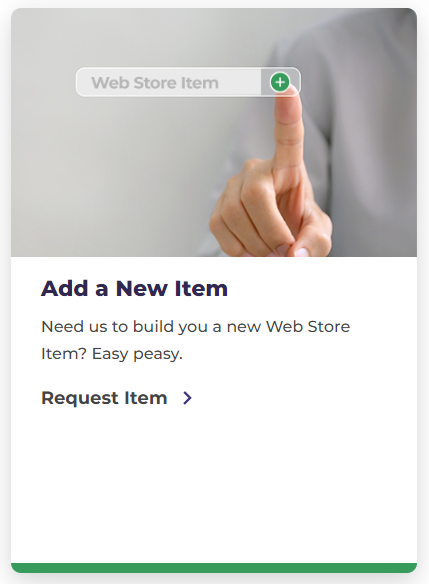 Web Store Item
Add a New Item
Need us to build you a new Web Store
Item? Easy peasy.
Request Item